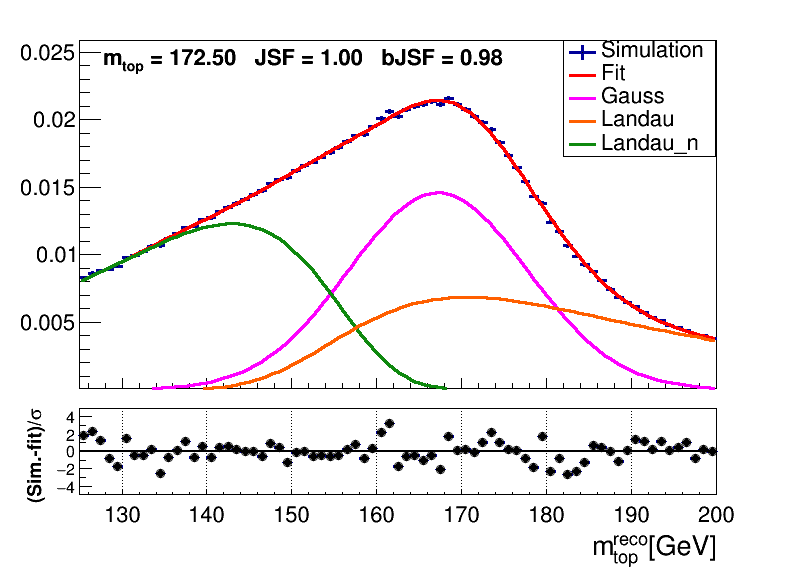 m_top = 172.50 JSF = 1.00 bJSF = 0.98
Simulation
Fit
Gauss
Landau
Landau_n
0.025
0.02
0.015
0.01
0.005
(Sim.-fit)/σ
4
2
0
−2
−4
130 140 150 160 170 180 190 200
m_top^reco[GeV]